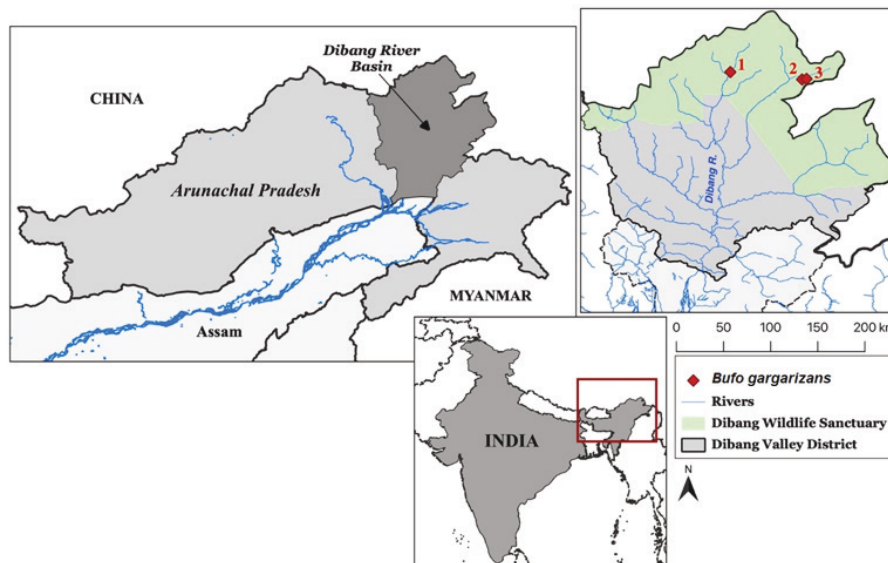 Dibang River
Basin
CHINA
Arunachal Pradesh
MYANMAR
Assam
1
2
3
Dibang R.
0 50 100 150 200 km
Bufo gargarizans
Rivers
Dibang Wildlife Sanctuary
Dibang Valley District
N
INDIA